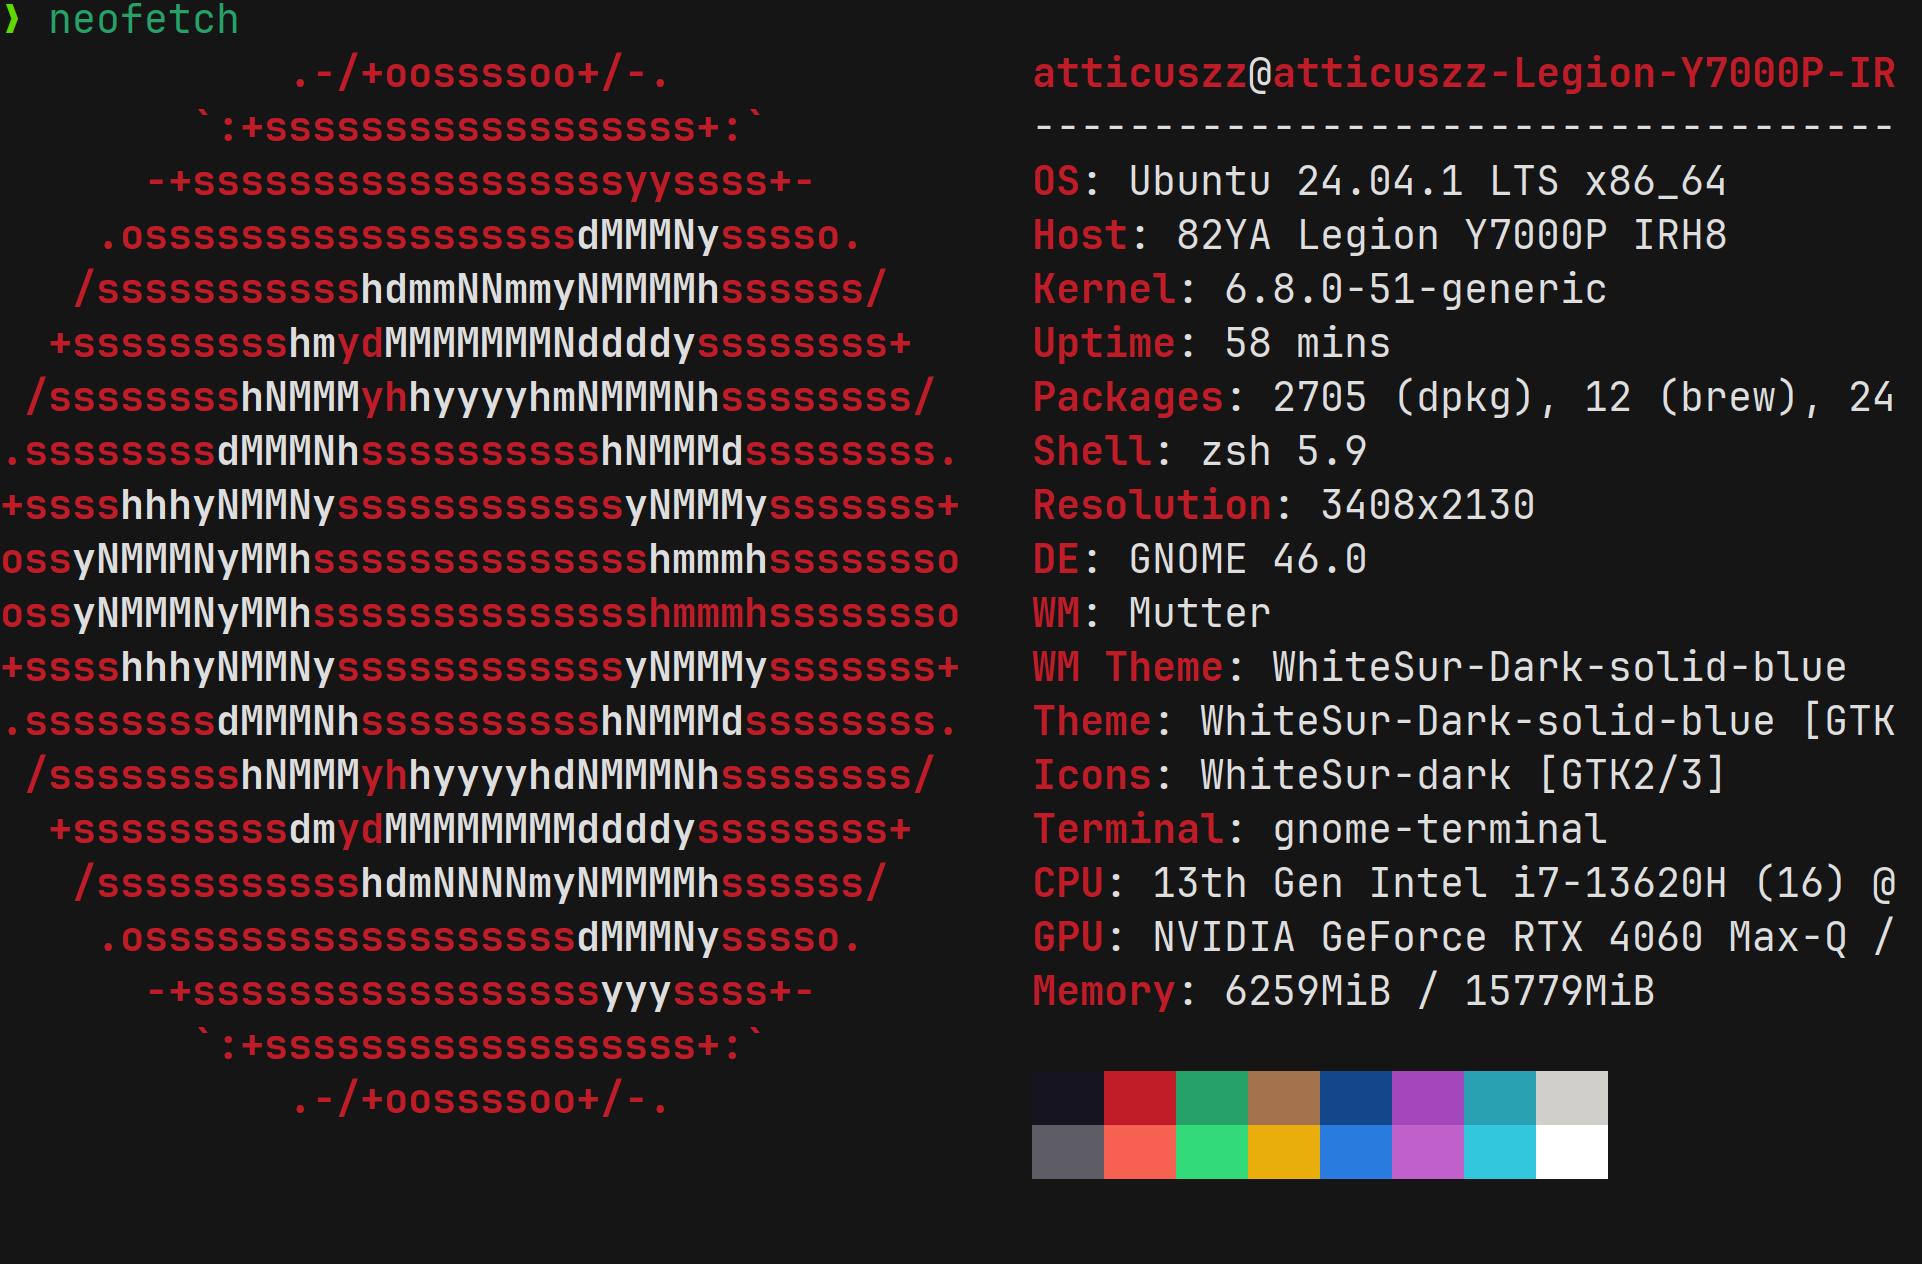 ❯ neofetch
            .-/+oossssoo+/-.               atticuszz@atticuszz-Legion-Y7000P-IR
        `:+ssssssssssssssssss+:`           ------------------------------------
      -+ssssssssssssssssssyyssss+-         OS: Ubuntu 24.04.1 LTS x86_64
    .ossssssssssssssssssdMMMNysssso.       Host: 82YA Legion Y7000P IRH8
   /ssssssssssshdmmNNmmyNMMMMhssssss/      Kernel: 6.8.0-51-generic
  +ssssssssshmydMMMMMMMNddddyssssssss+     Uptime: 58 mins
 /sssssssshNMMMyhhyyyyhmNMMMNhssssssss/    Packages: 2705 (dpkg), 12 (brew), 24
.ssssssssdMMMNhsssssssssshNMMMdssssssss.   Shell: zsh 5.9
+sssshhhyNMMNyssssssssssssyNMMMysssssss+   Resolution: 3408x2130
ossyNMMMNyMMhsssssssssssssshmmmhssssssso   DE: GNOME 46.0
ossyNMMMNyMMhsssssssssssssshmmmhssssssso   WM: Mutter
+sssshhhyNMMNyssssssssssssyNMMMysssssss+   WM Theme: WhiteSur-Dark-solid-blue
.ssssssssdMMMNhsssssssssshNMMMdssssssss.   Theme: WhiteSur-Dark-solid-blue [GTK
 /sssssssshNMMMyhhyyyyhdNMMMNhssssssss/    Icons: WhiteSur-dark [GTK2/3]
  +sssssssssdmydMMMMMMMMddddyssssssss+     Terminal: gnome-terminal
   /ssssssssssshdmNNNNmyNMMMMhssssss/      CPU: 13th Gen Intel i7-13620H (16) @
    .ossssssssssssssssssdMMMNysssso.       GPU: NVIDIA GeForce RTX 4060 Max-Q /
      -+sssssssssssssssssyyyssss+-         Memory: 6259MiB / 15779MiB
        `:+ssssssssssssssssss+:`
            .-/+oossssoo+/-.